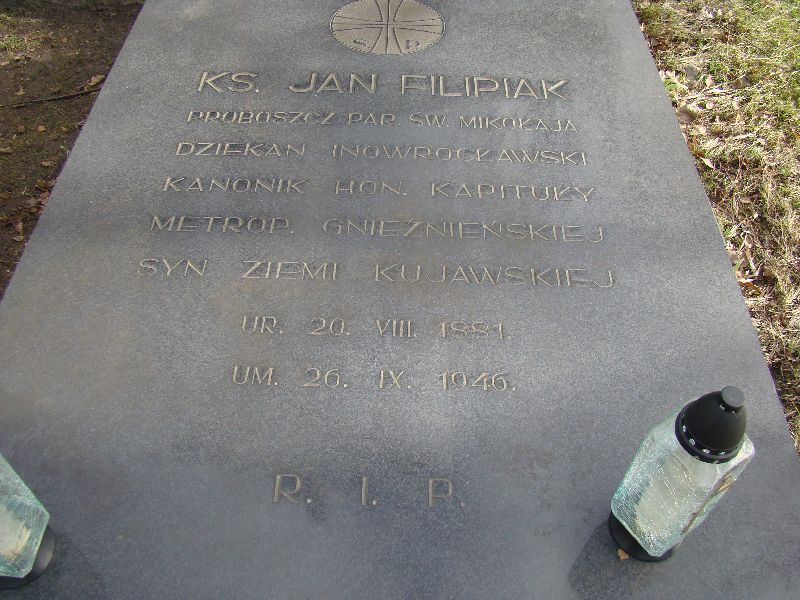 S P
KS. JAN FILIPIAK
PROBOSZCZ PAR ŚW. MIKOŁAJA
DZIEKAN INOWROCŁAWSKI
KANONIK HON. KAPITUŁY
METROP. GNIEŹNIEŃSKIEJ
SYN ZIEMI KUJAWSKIEJ
UR. 20. VIII. 1881.
UM. 26. IX. 1946.
R. I. P.